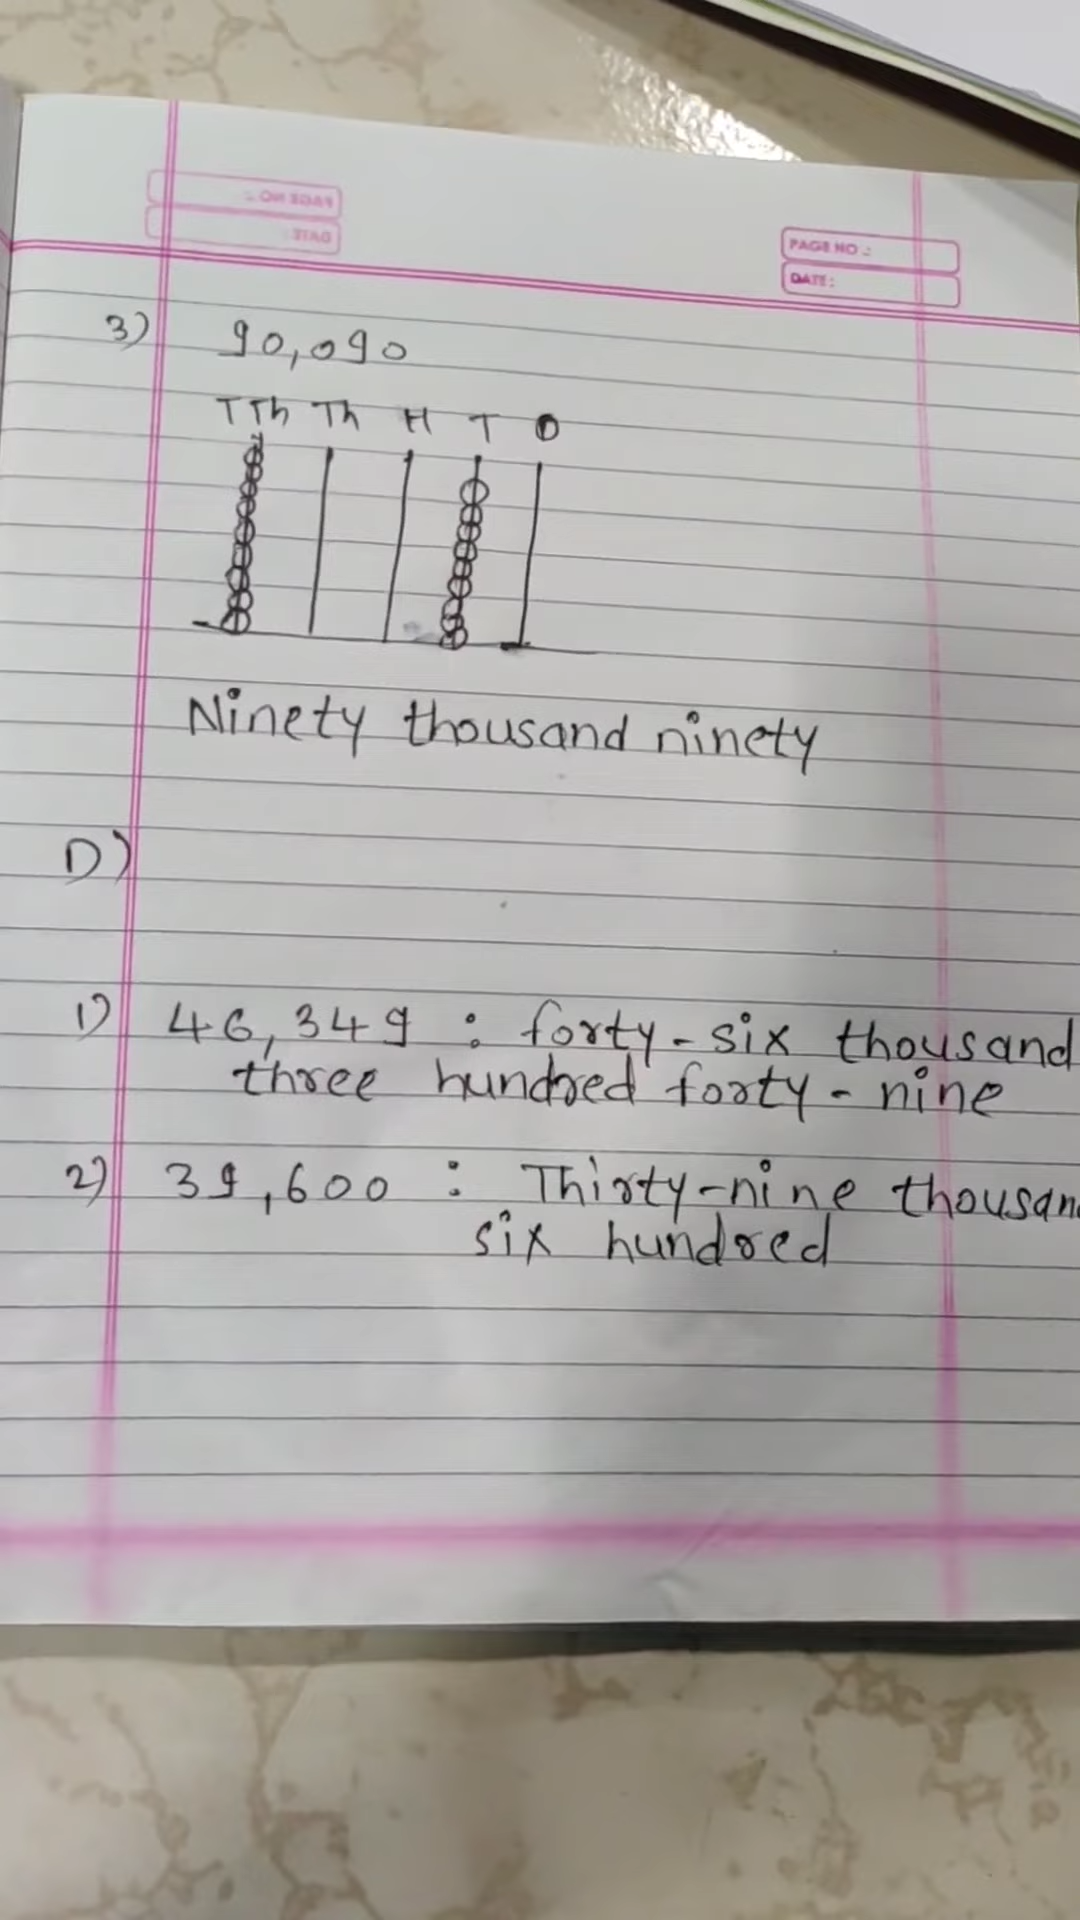 PAGE NO.:
DATE:
3) 90,090
T Th Th H T O
Ninety thousand ninety
D)
1) 46,349 : forty-six thousand
three hundred forty-nine
2) 39,600 : Thirty-nine thousan
six hundred